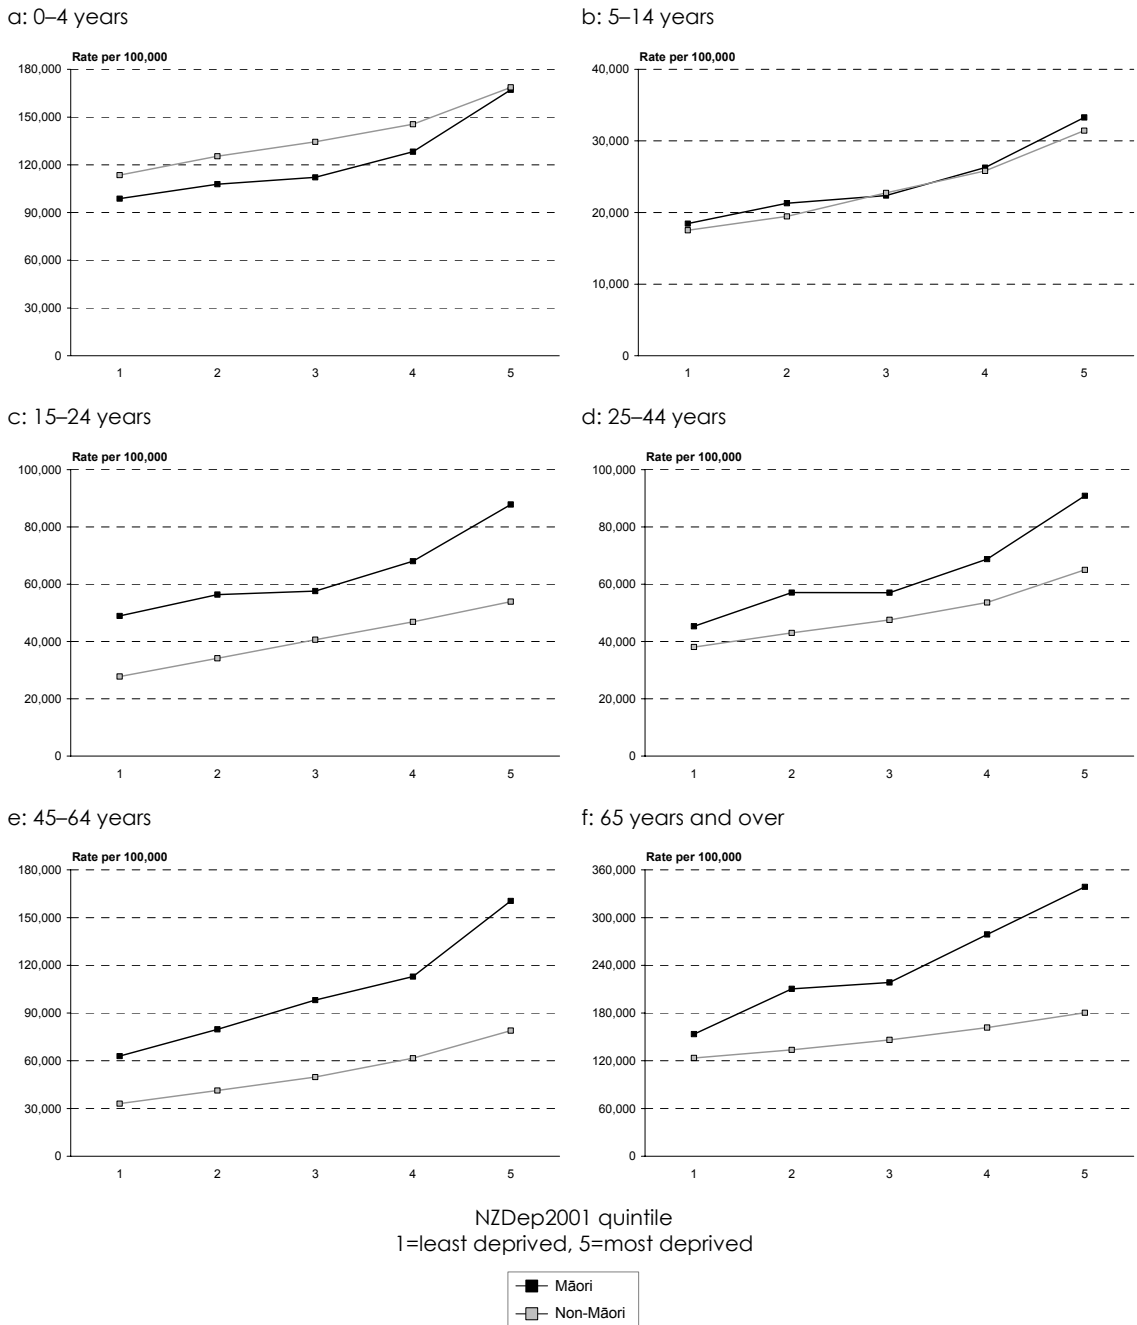 a: 0–4 years
Rate per 100,000
180,000
150,000
120,000
90,000
60,000
30,000
0
1 2 3 4 5
b: 5–14 years
Rate per 100,000
40,000
30,000
20,000
10,000
0
1 2 3 4 5
c: 15–24 years
Rate per 100,000
100,000
80,000
60,000
40,000
20,000
0
1 2 3 4 5
d: 25–44 years
Rate per 100,000
100,000
80,000
60,000
40,000
20,000
0
1 2 3 4 5
e: 45–64 years
Rate per 100,000
180,000
150,000
120,000
90,000
60,000
30,000
0
1 2 3 4 5
f: 65 years and over
Rate per 100,000
360,000
300,000
240,000
180,000
120,000
60,000
0
1 2 3 4 5
NZDep2001 quintile
1=least deprived, 5=most deprived
Māori
Non-Māori